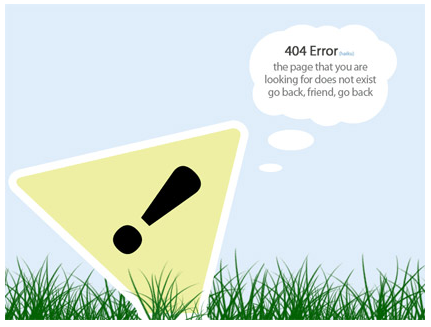 404 Error (hello)
the page that you are
looking for does not exist
go back, friend, go back